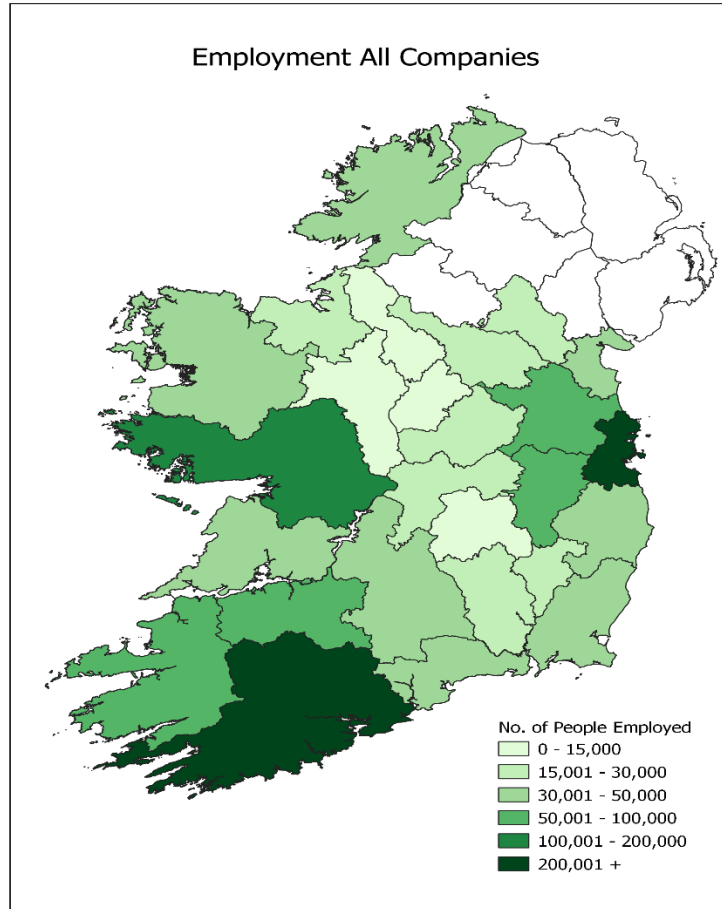 Employment All Companies
No. of People Employed
0 - 15,000
15,001 - 30,000
30,001 - 50,000
50,001 - 100,000
100,001 - 200,000
200,001 +